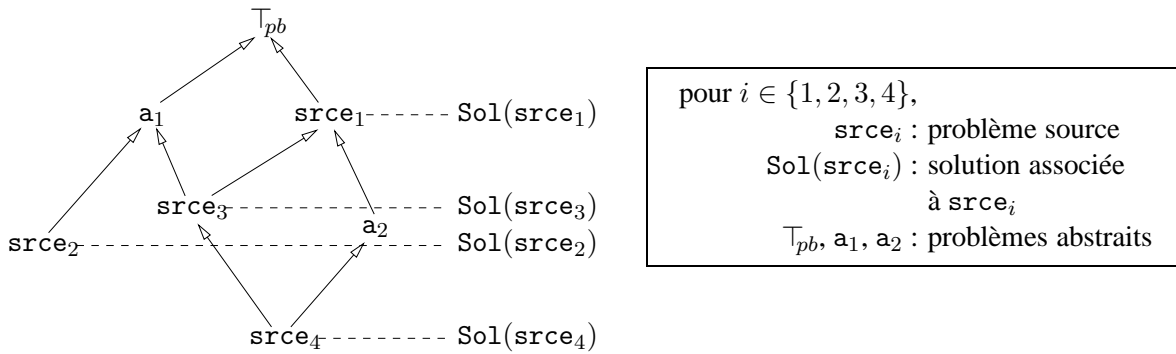 ⊤pb
a1
srce1
Sol(srce1)
srce3
Sol(srce3)
a2
srce2
Sol(srce2)
srce4
Sol(srce4)
pour i ∈ {1, 2, 3, 4},
srcei : problème source
Sol(srcei) : solution associée
à srcei
⊤pb, a1, a2 : problèmes abstraits